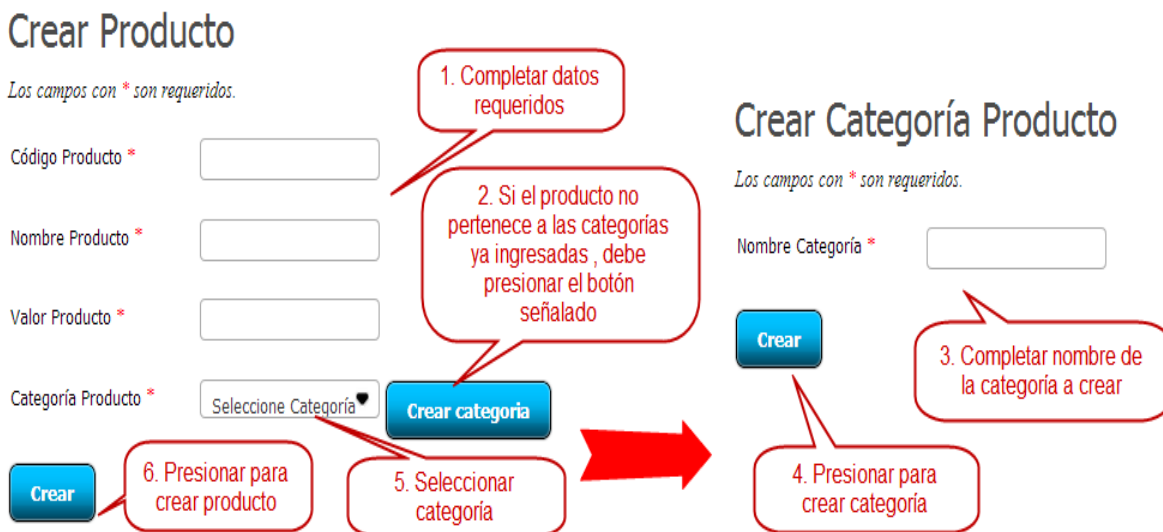 Crear Producto
Los campos con * son requeridos.
Código Producto *
Nombre Producto *
Valor Producto *
Categoría Producto *
Seleccione Categoría
Crear categoria
Crear
1. Completar datos
requeridos
2. Si el producto no
pertenece a las categorías
ya ingresadas , debe
presionar el botón
señalado
5. Seleccionar
categoría
6. Presionar para
crear producto
Crear Categoría Producto
Los campos con * son requeridos.
Nombre Categoría *
Crear
3. Completar nombre de
la categoría a crear
4. Presionar para
crear categoría